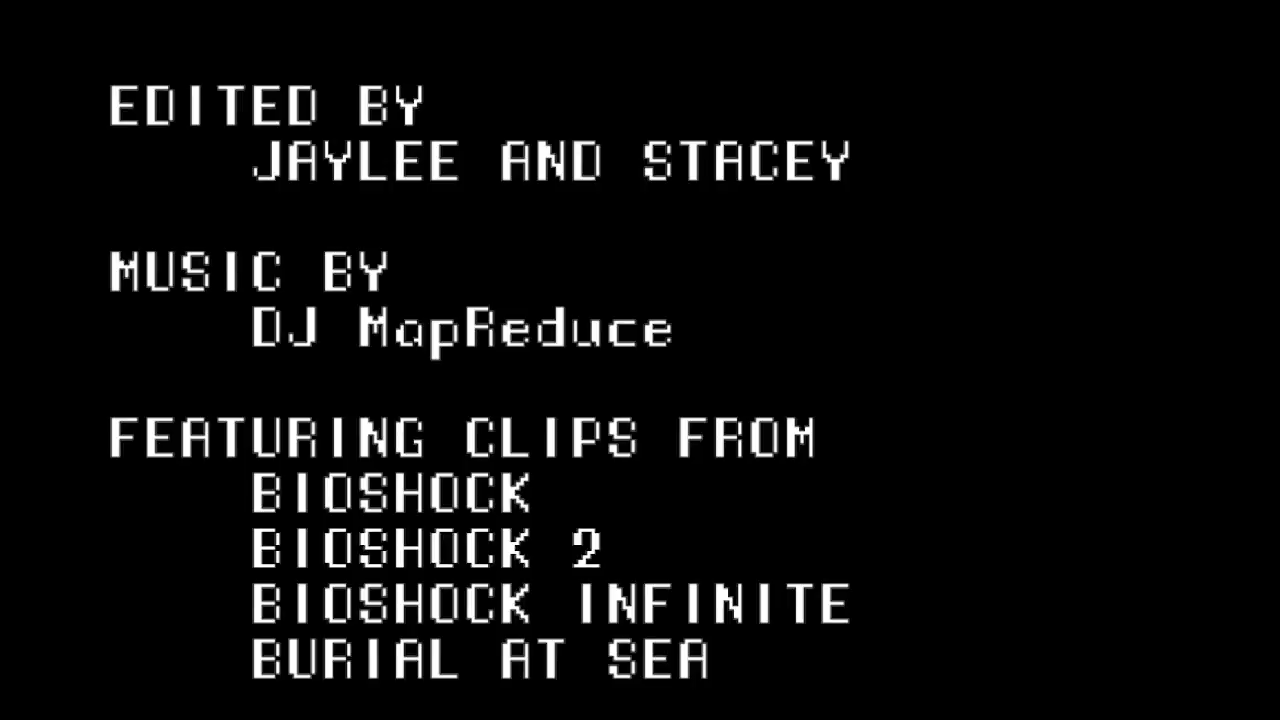 EDITED BY
JAYLEE AND STACEY
MUSIC BY
DJ MapReduce
FEATURING CLIPS FROM
BIOSHOCK
BIOSHOCK 2
BIOSHOCK INFINITE
BURIAL AT SEA